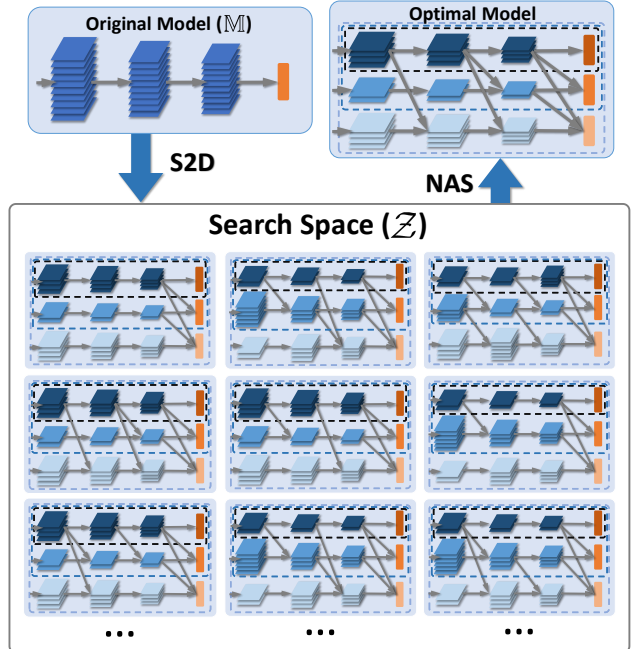 Original Model (𝕄)
Optimal Model
S2D
NAS
Search Space (𝒵)
... ... ...